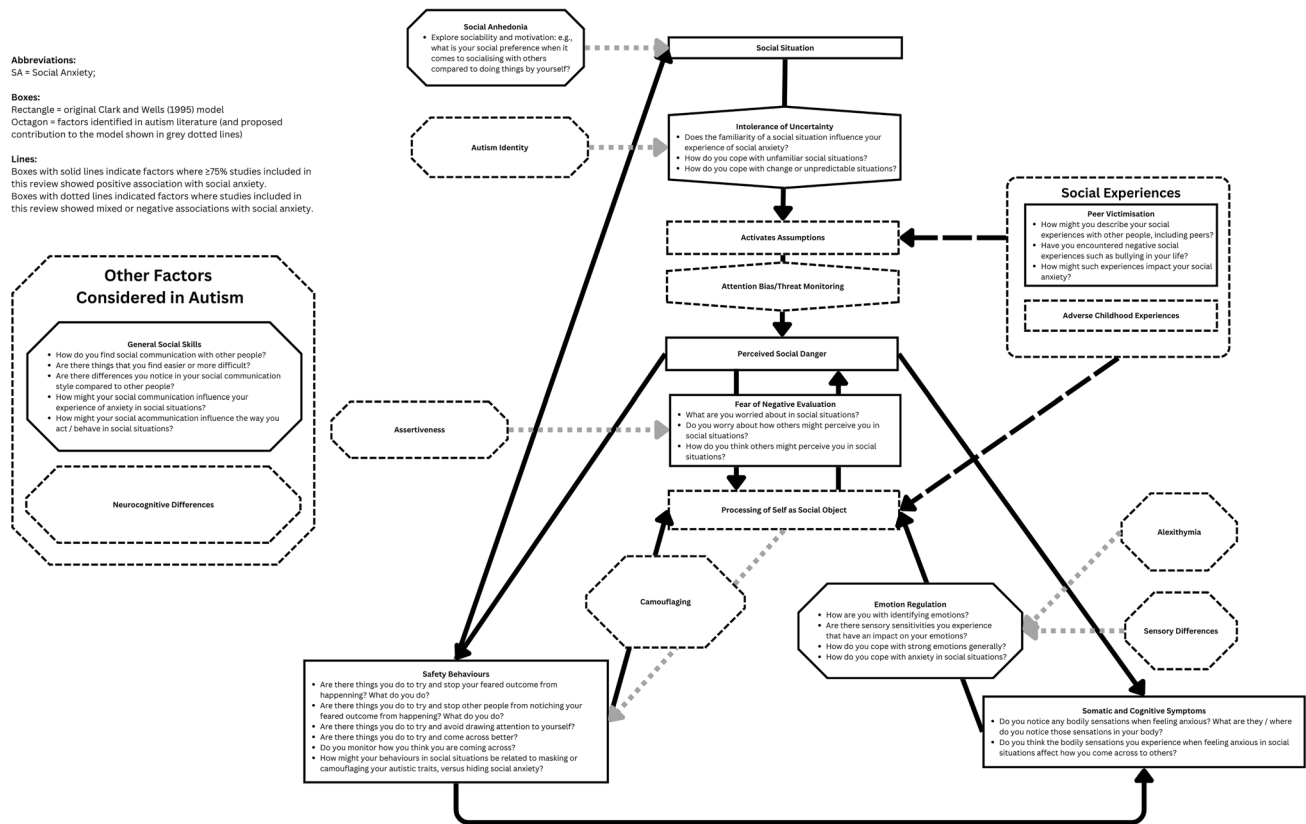 Abbreviations:
SA = Social Anxiety;
Boxes:
Rectangle = original Clark and Wells (1995) model
Octagon = factors identified in autism literature (and proposed
contribution to the model shown in grey dotted lines)
Lines:
Boxes with solid lines indicate factors where ≥75% studies included in
this review showed positive association with social anxiety.
Boxes with dotted lines indicated factors where studies included in
this review showed mixed or negative associations with social anxiety.
Other Factors
Considered in Autism
General Social Skills
• How do you find social communication with other people?
• Are there things that you find easier or more difficult?
• Are there differences you notice in your social communication
style compared to other people?
• How might your social communication influence your
experience of anxiety in social situations?
• How might your social acommunication influence the way you
act / behave in social situations?
Neurocognitive Differences
Social Anhedonia
• Explore sociability and motivation: e.g.,
what is your social preference when it
comes to socialising with others
compared to doing things by yourself?
Autism Identity
Assertiveness
Social Situation
Intolerance of Uncertainty
• Does the familiarity of a social situation influence your
experience of social anxiety?
• How do you cope with unfamiliar social situations?
• How do you cope with change or unpredictable situations?
Activates Assumptions
Attention Bias/Threat Monitoring
Perceived Social Danger
Fear of Negative Evaluation
• What are you worried about in social situations?
• Do you worry about how others might perceive you in
social situations?
• How do you think others might perceive you in social
situations?
Processing of Self as Social Object
Social Experiences
Peer Victimisation
• How might you describe your social
experiences with other people, including peers?
• Have you encountered negative social
experiences such as bullying in your life?
• How might such experiences impact your social
anxiety?
Adverse Childhood Experiences
Camouflaging
Emotion Regulation
• How are you with identifying emotions?
• Are there sensory sensitivities you experience
that have an impact on your emotions?
• How do you cope with strong emotions generally?
• How do you cope with anxiety in social situations?
Alexithymia
Sensory Differences
Safety Behaviours
• Are there things you do to try and stop your feared outcome from
happenning? What do you do?
• Are there things you do to try and stop other people from notiching your
feared outcome from happening? What do you do?
• Are there things you do to try and avoid drawing attention to yourself?
• Are there things you do to try and come across better?
• Do you monitor how you think you are coming across?
• How might your behaviours in social situations be related to masking or
camouflaging your autistic traits, versus hiding social anxiety?
Somatic and Cognitive Symptoms
• Do you notice any bodily sensations when feeling anxious? What are they / where
do you notice those sensations in your body?
• Do you think the bodily sensations you experience when feeling anxious in social
situations affect how you come across to others?